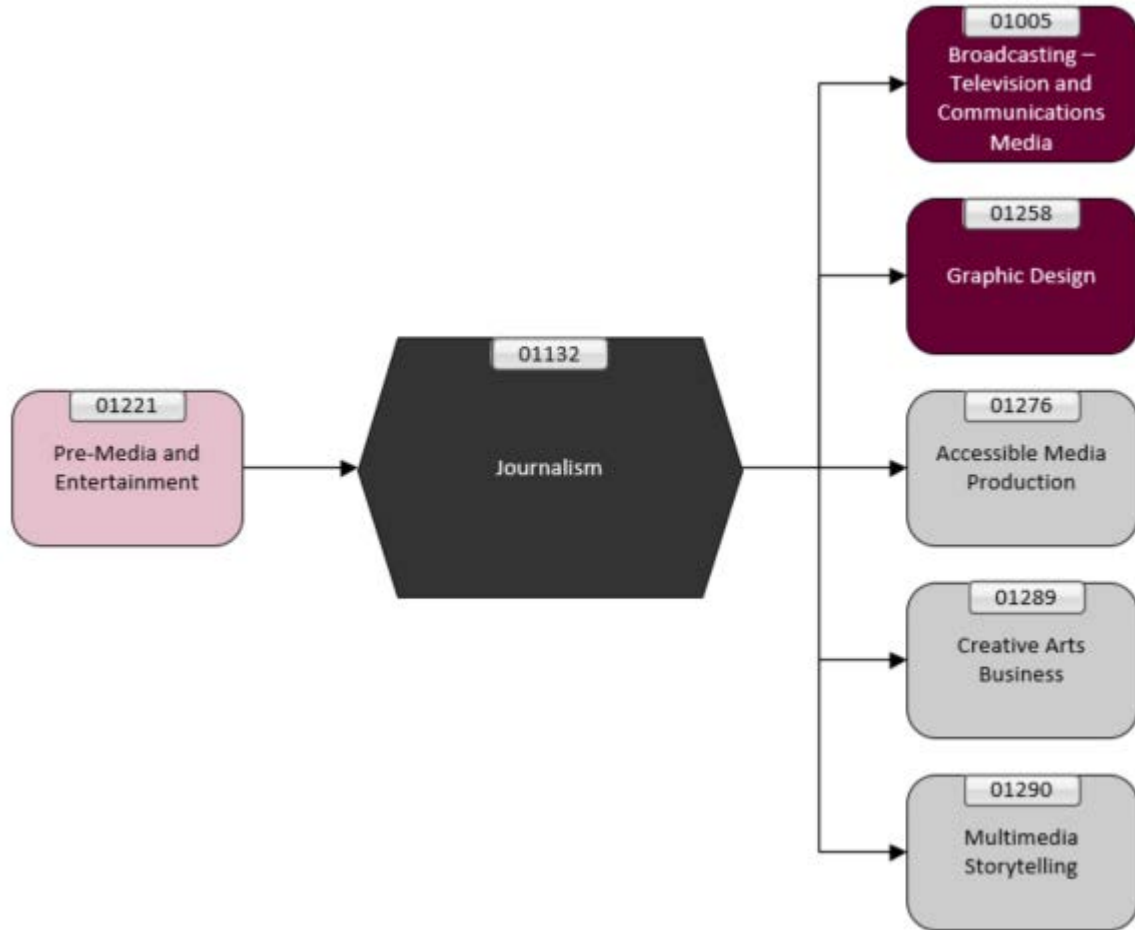 01221
Pre-Media and
Entertainment
01132
Journalism
01005
Broadcasting –
Television and
Communications
Media
01258
Graphic Design
01276
Accessible Media
Production
01289
Creative Arts
Business
01290
Multimedia
Storytelling